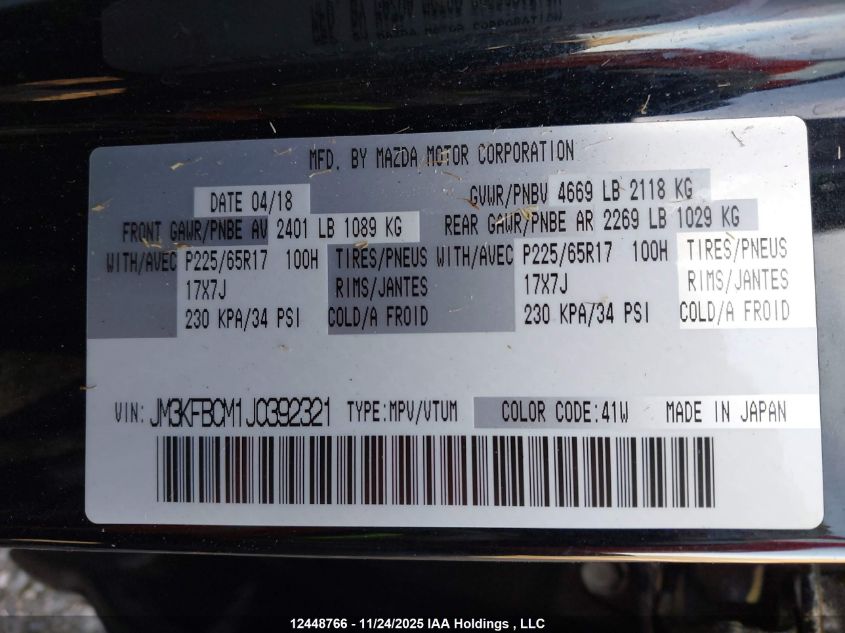 MFD. BY MAZDA MOTOR CORPORATION
DATE 04/18 GVWR/PNBV 4669 LB 2118 KG
FRONT GAWR/PNBE AV 2401 LB 1089 KG REAR GAWR/PNBE AR 2269 LB 1029 KG
WITH/AVEC P225/65R17 100H TIRES/PNEUS WITH/AVEC P225/65R17 100H TIRES/PNEUS
17X7J RIMS/JANTES 17X7J RIMS/JANTES
230 KPA/34 PSI COLD/A FROID 230 KPA/34 PSI COLD/A FROID
VIN: JM3KFBCM1J0392321 TYPE:MPV/VTUM COLOR CODE:41W MADE IN JAPAN
12448766 - 11/24/2025 IAA Holdings , LLC